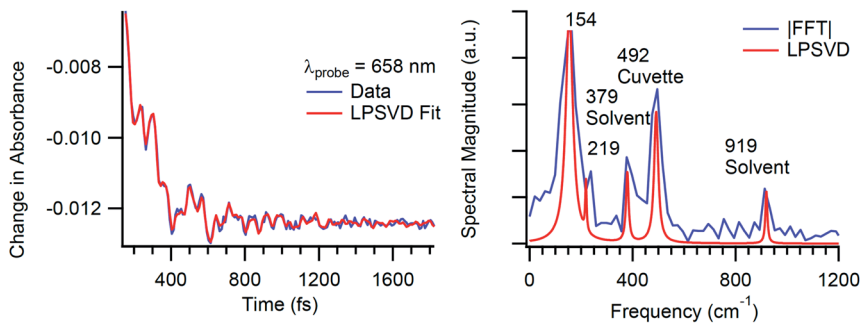 -0.008
-0.010
-0.012
Change in Absorbance
λprobe = 658 nm
Data
LPSVD Fit
400
800
1200
1600
Time (fs)
Spectral Magnitude (a.u.)
154
492
Cuvette
379
Solvent
219
919
Solvent
|FFT|
LPSVD
0
400
800
1200
Frequency (cm⁻¹)